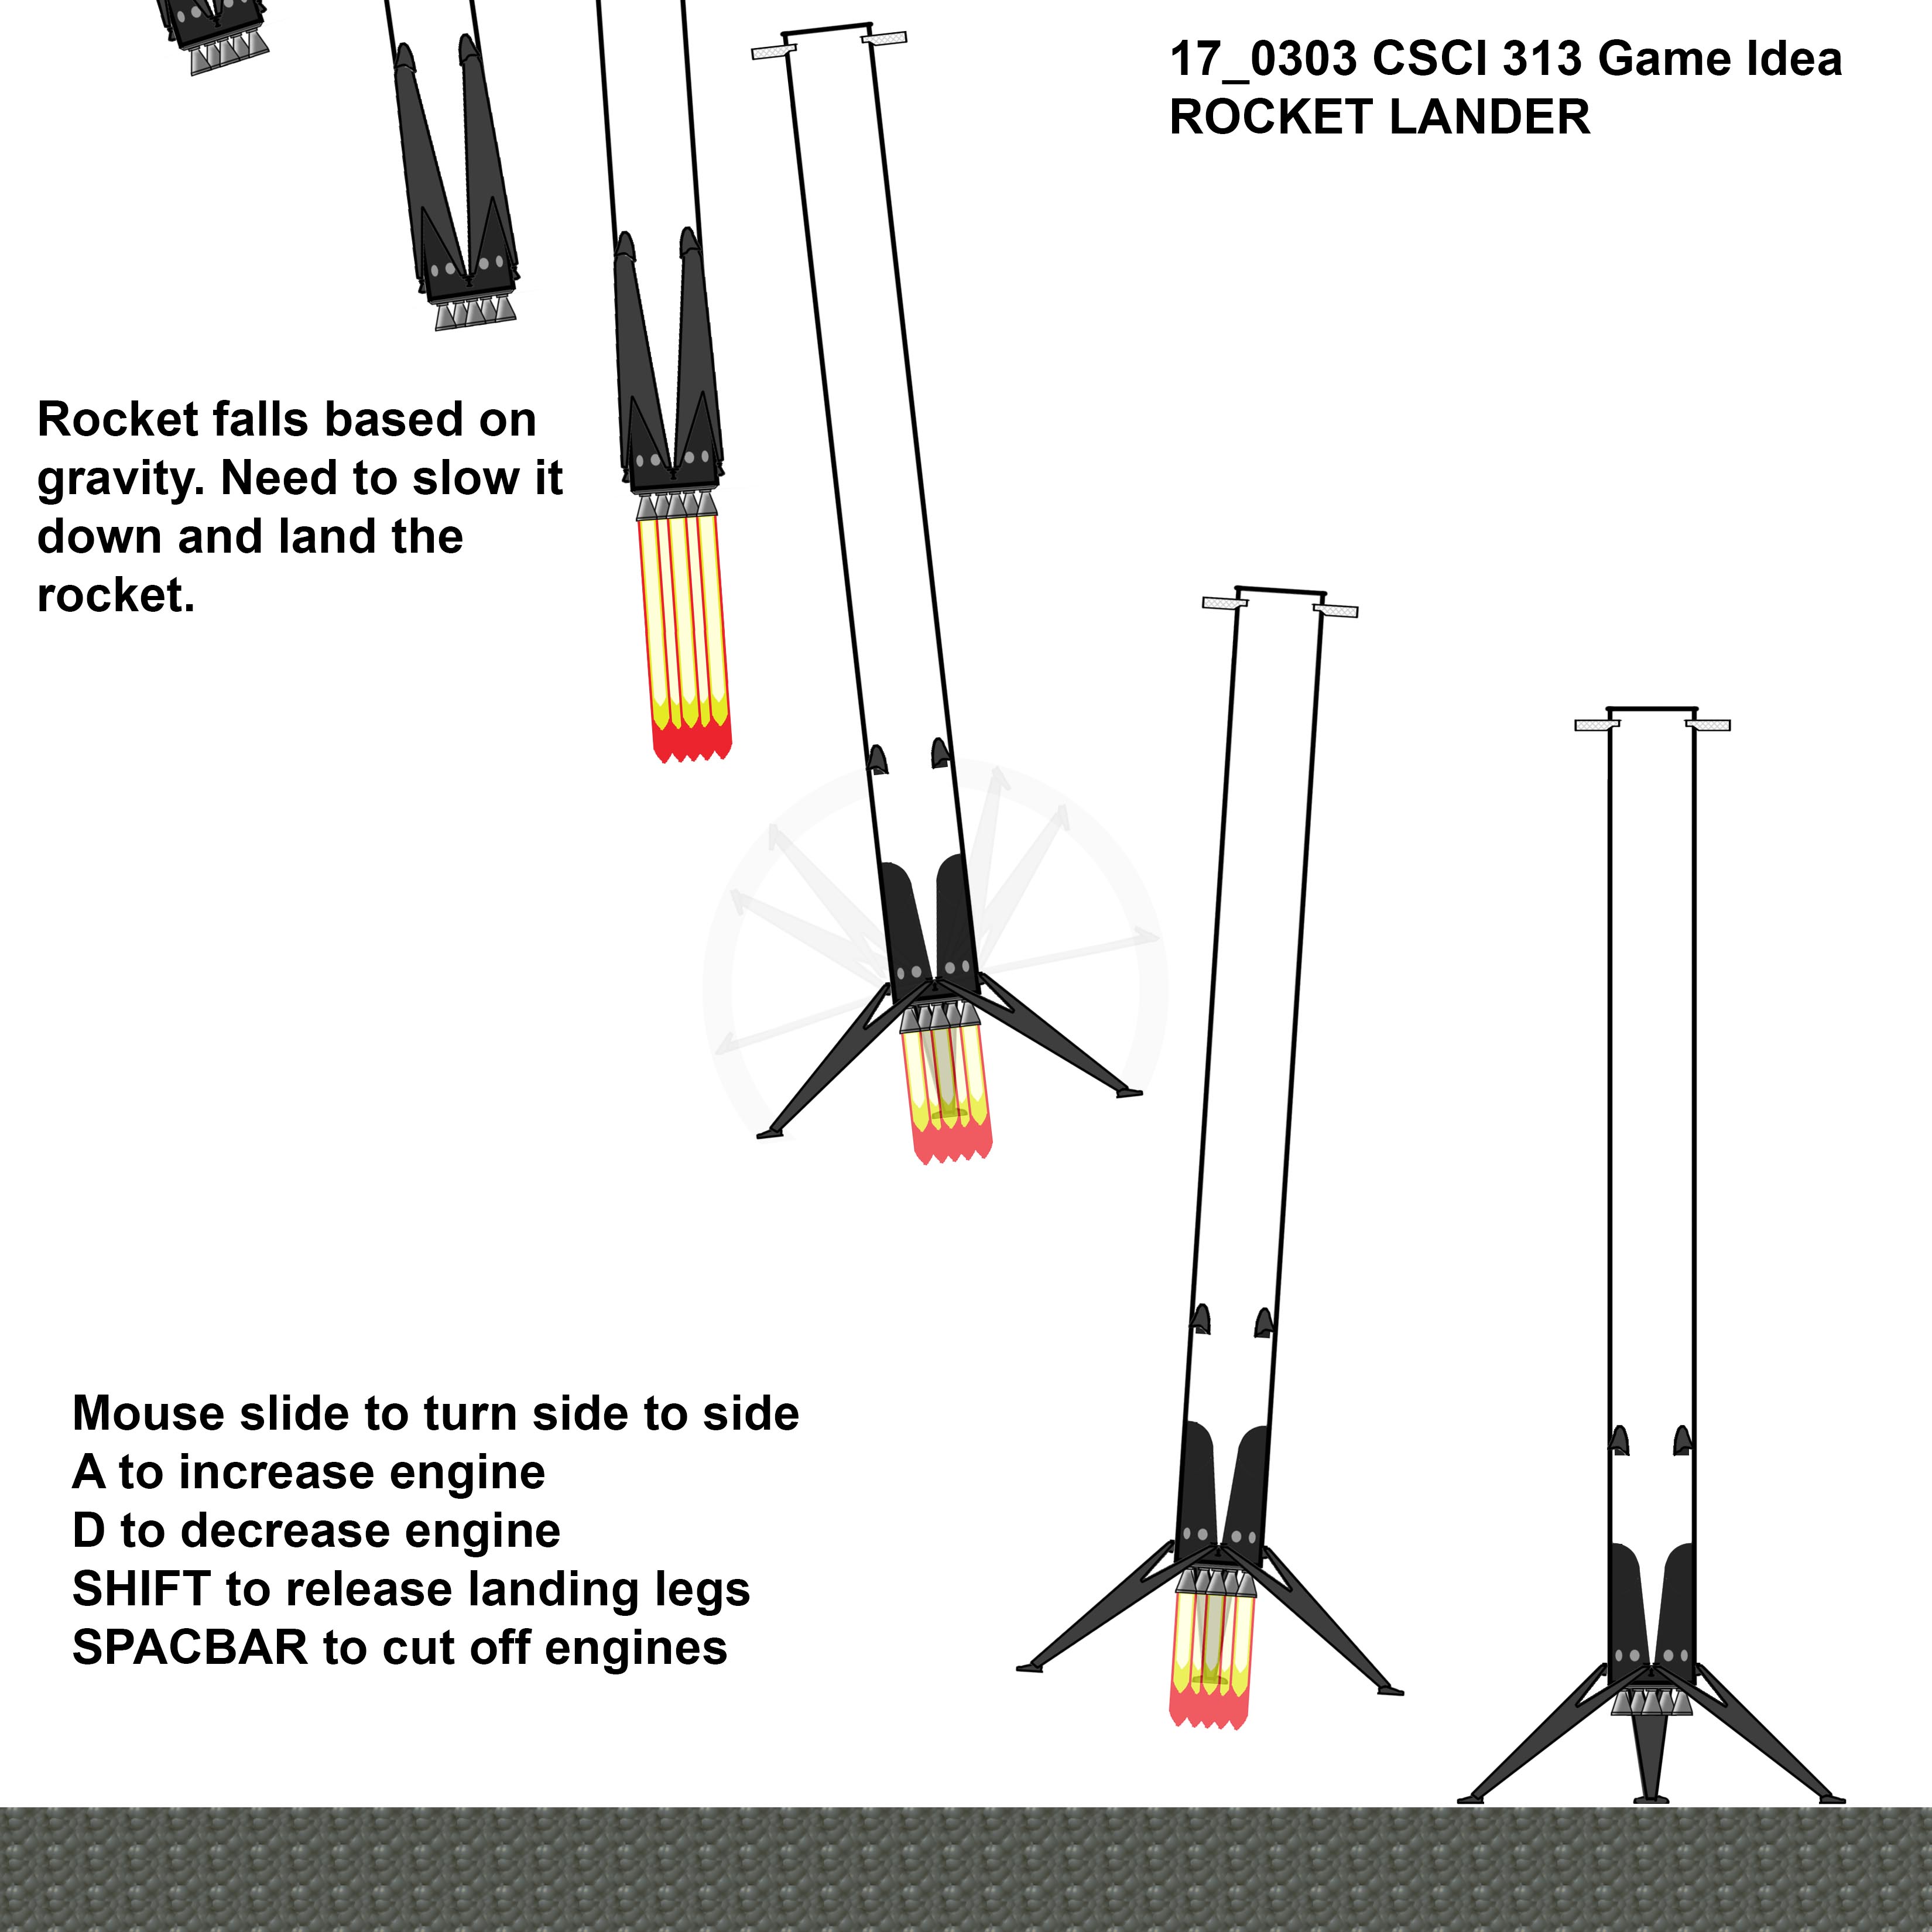 17_0303 CSCI 313 Game Idea
ROCKET LANDER
Rocket falls based on
gravity. Need to slow it
down and land the
rocket.
Mouse slide to turn side to side
A to increase engine
D to decrease engine
SHIFT to release landing legs
SPACBAR to cut off engines